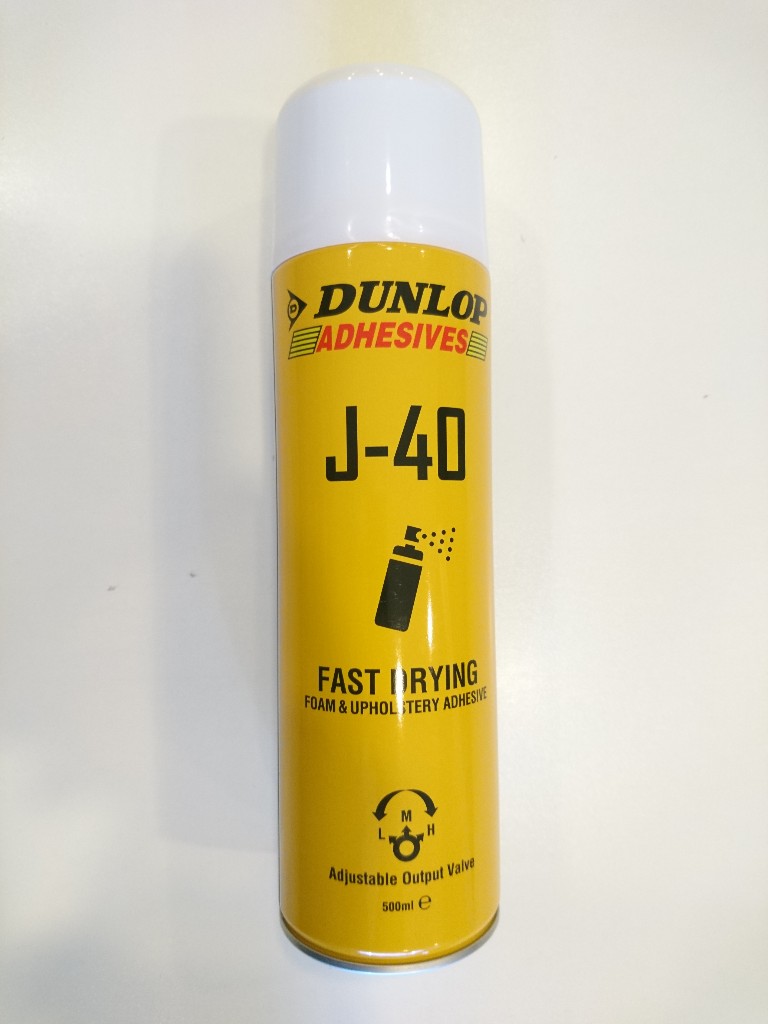 D DUNLOP
ADHESIVES
J-40
FAST DRYING
FOAM & UPHOLSTERY ADHESIVE
M
L H
Adjustable Output Valve
500ml ℮